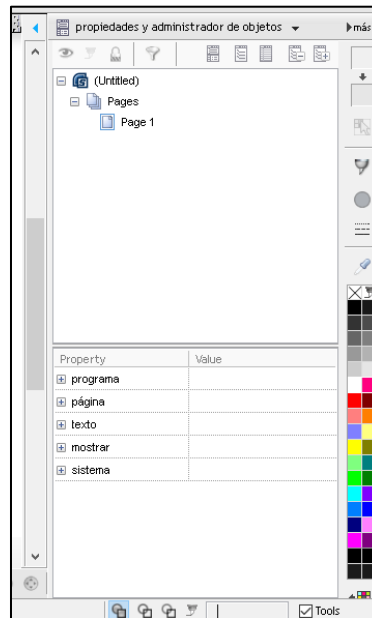 propiedades y administrador de objetos
más
(Untitled)
Pages
Page 1
Property Value
programa
página
texto
mostrar
sistema
Tools